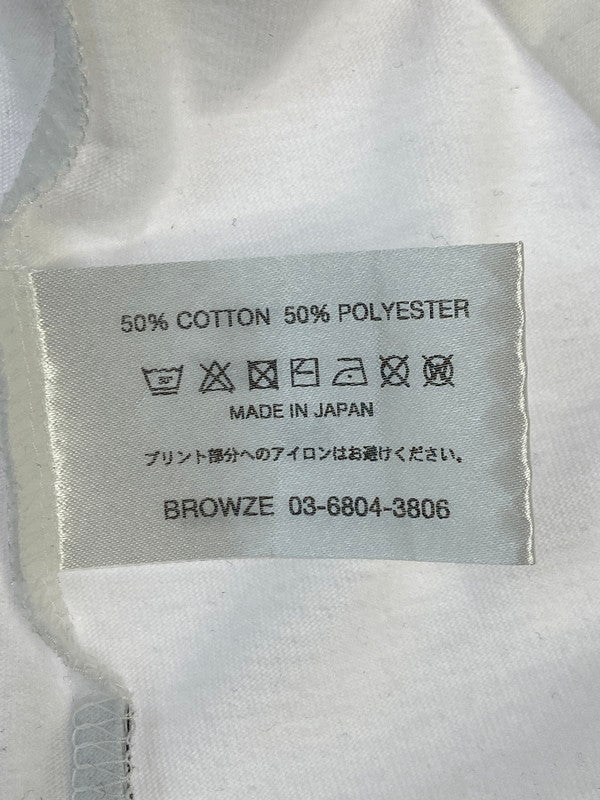 50% COTTON 50% POLYESTER
MADE IN JAPAN
プリント部分へのアイロンはお避けください。
BROWZE 03-6804-3806